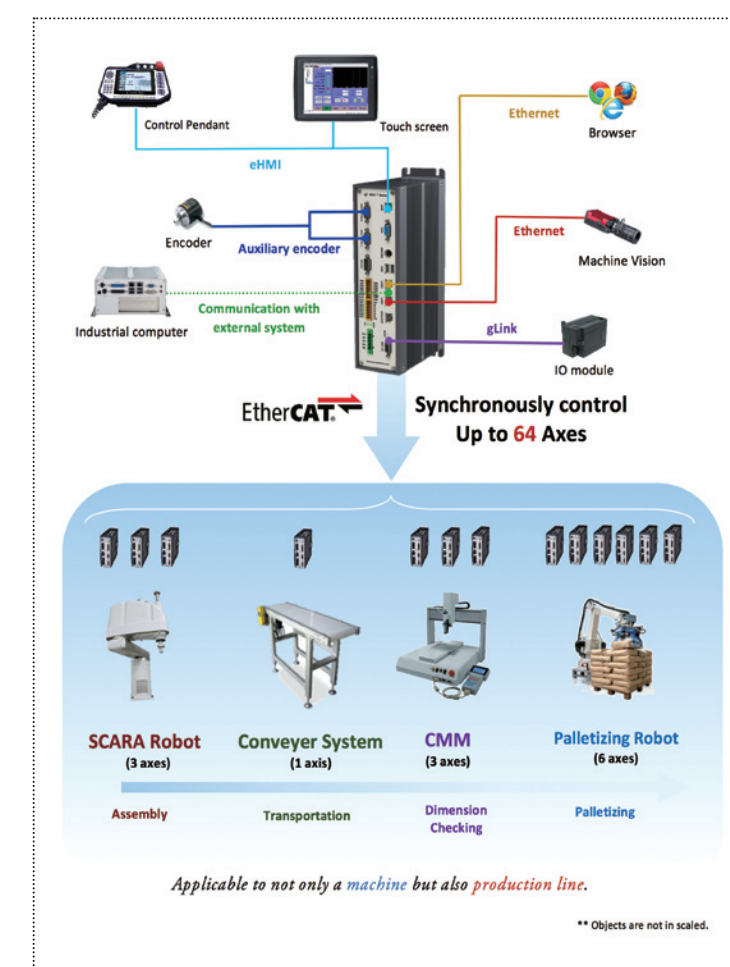 Control Pendant
Touch screen
Ethernet
Browser
eHMI
Encoder
Auxiliary encoder
Ethernet
Machine Vision
Industrial computer
Communication with
external system
gLink
IO module
EtherCAT®
Synchronously control
Up to 64 Axes
SCARA Robot
(3 axes)
Conveyer System
(1 axis)
CMM
(3 axes)
Palletizing Robot
(6 axes)
Assembly
Transportation
Dimension
Checking
Palletizing
Applicable to not only a machine but also production line.
** Objects are not in scaled.